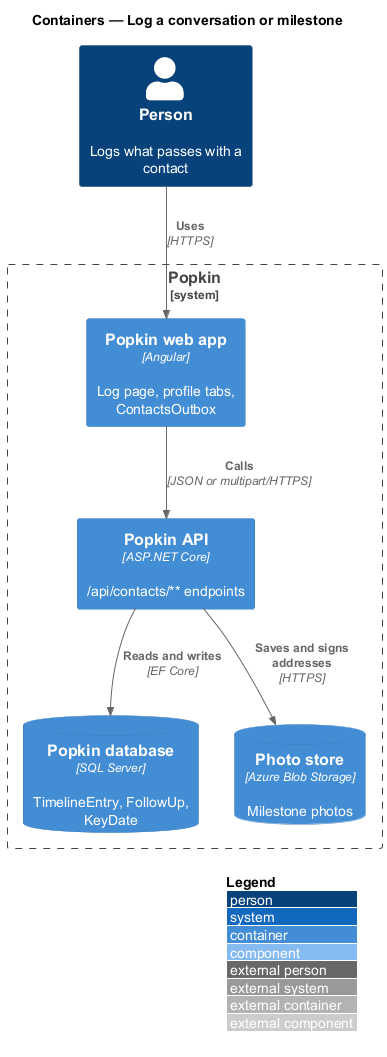 Containers — Log a conversation or milestone
Person
Logs what passes with a
contact
Uses
[HTTPS]
Popkin
[system]
Popkin web app
[Angular]
Log page, profile tabs,
ContactsOutbox
Calls
[JSON or multipart/HTTPS]
Popkin API
[ASP.NET Core]
/api/contacts/** endpoints
Reads and writes
[EF Core]
Saves and signs
addresses
[HTTPS]
Popkin database
[SQL Server]
TimelineEntry, FollowUp,
KeyDate
Photo store
[Azure Blob Storage]
Milestone photos
Legend
person
system
container
component
external person
external system
external container
external component